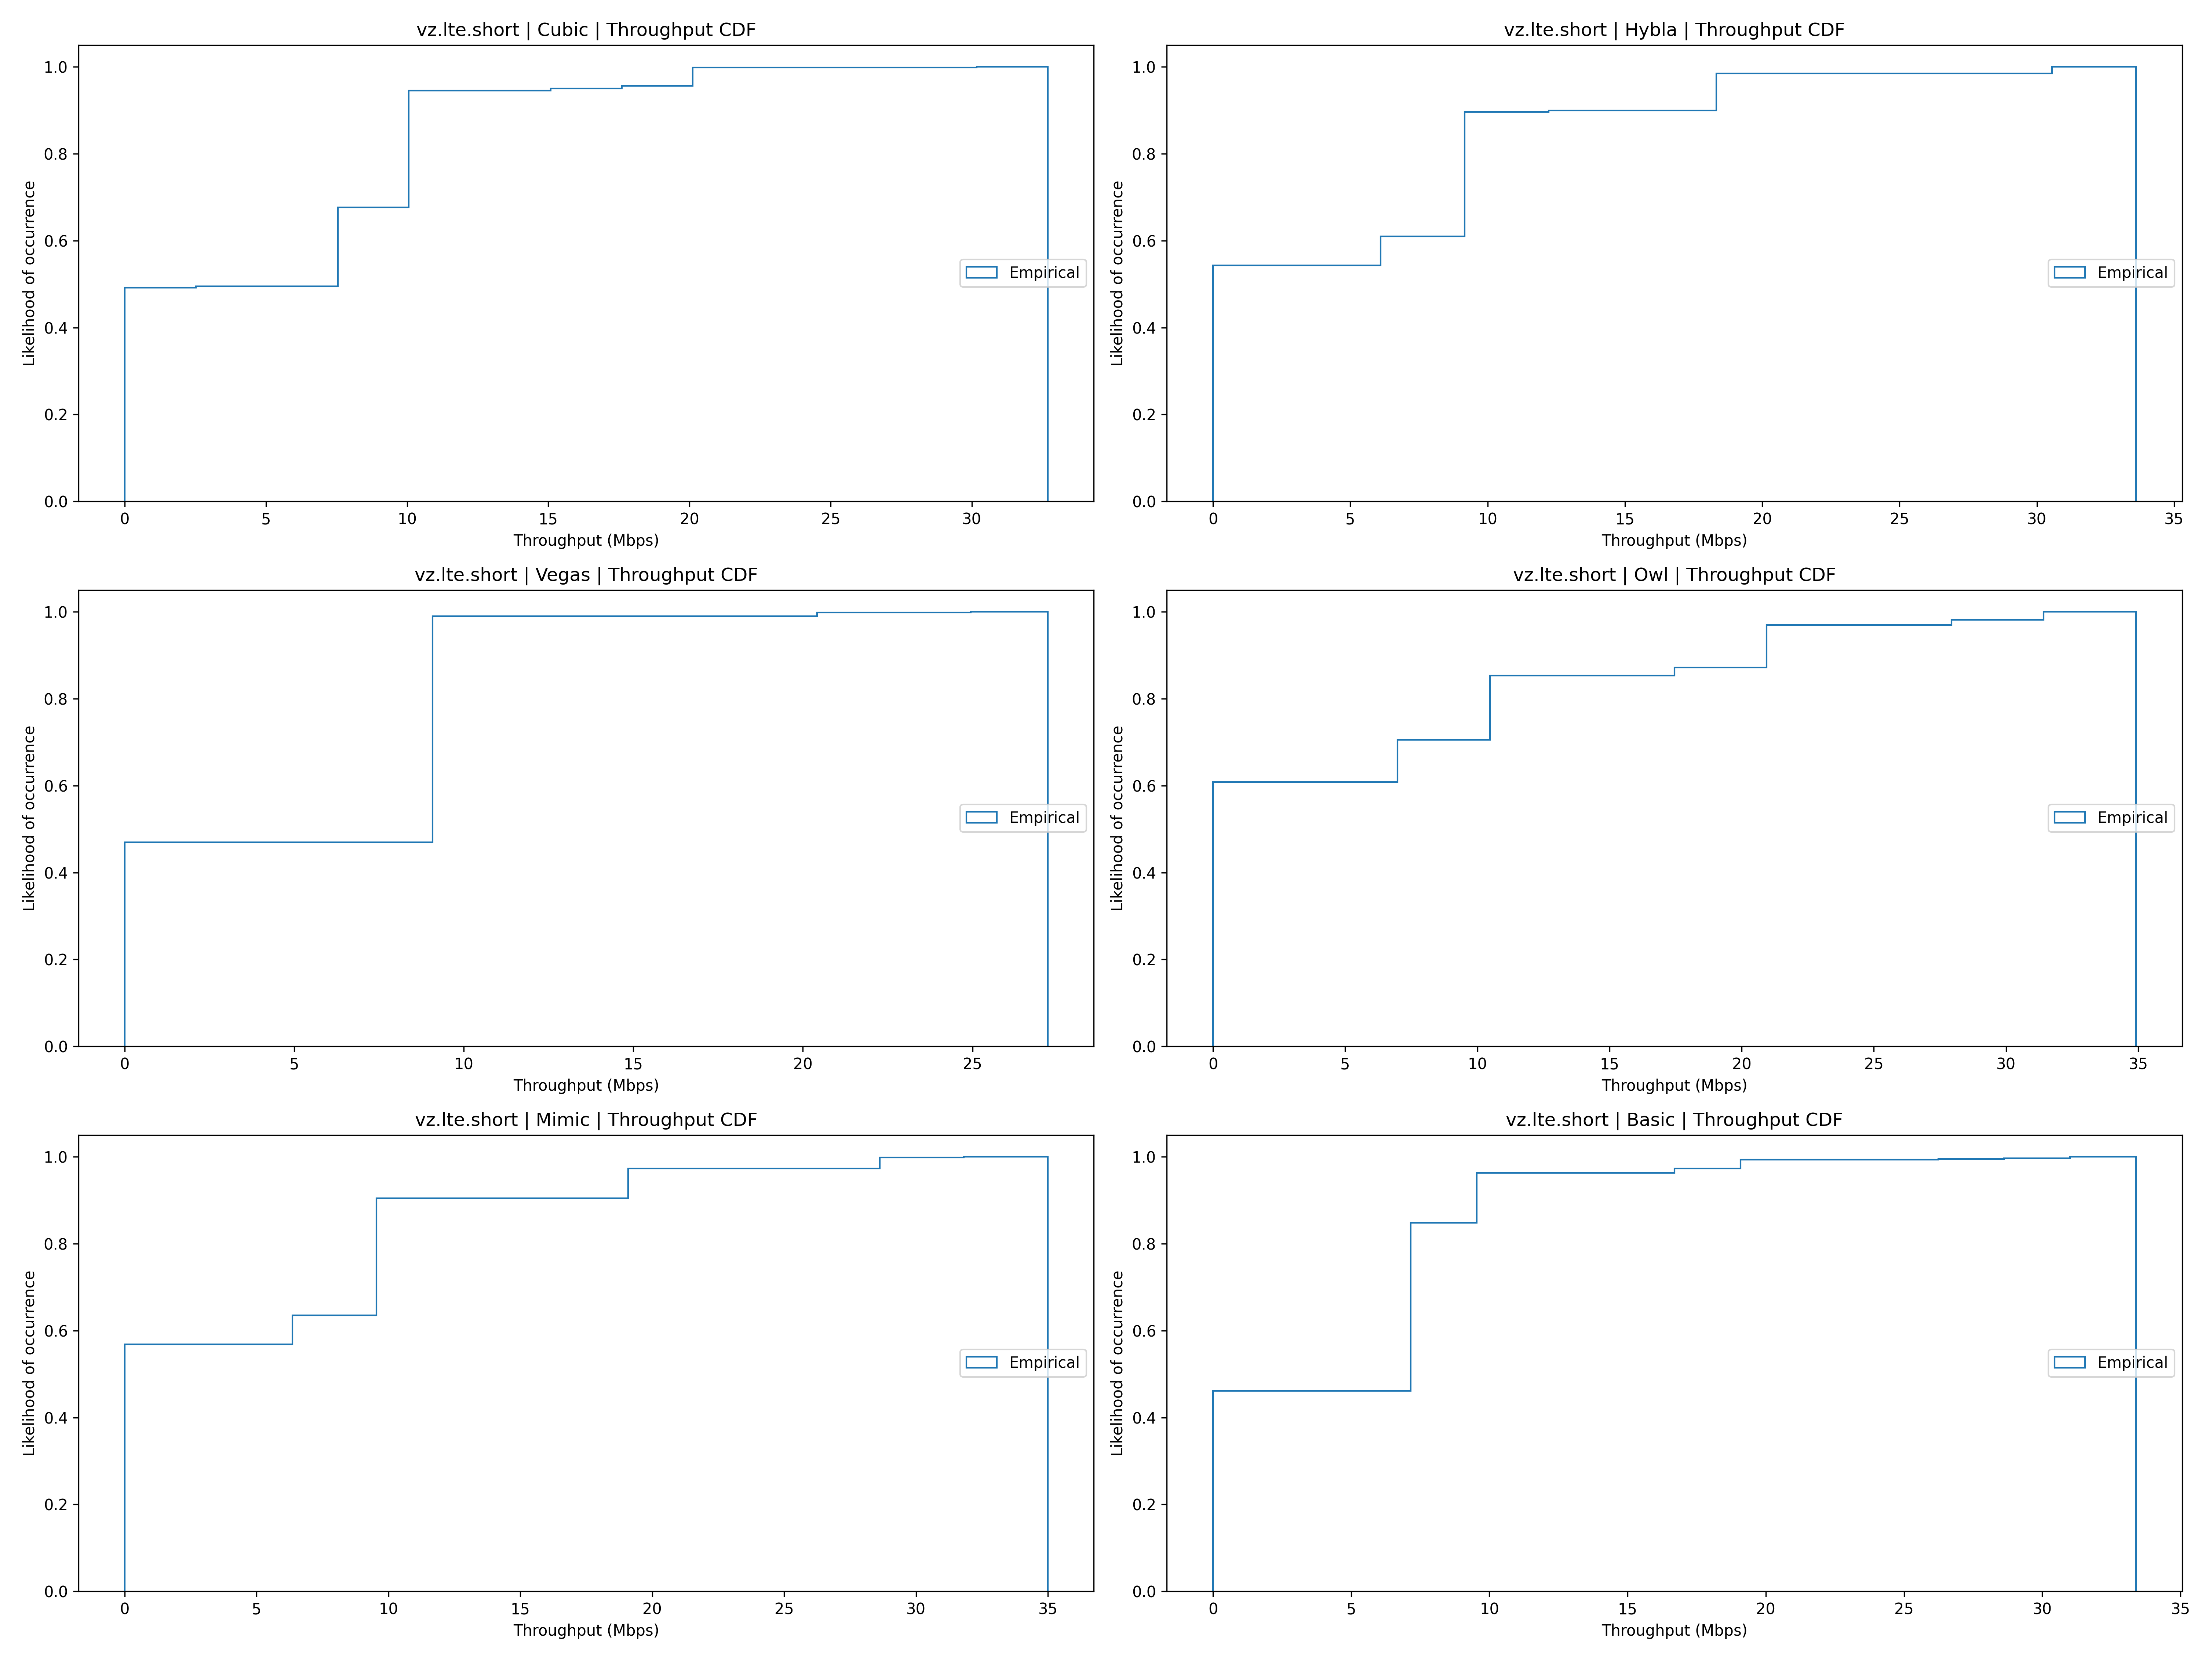 vz.lte.short | Cubic | Throughput CDF
1.0
0.8
0.6
0.4
0.2
0.0
Likelihood of occurrence
Empirical
0 5 10 15 20 25 30
Throughput (Mbps)
vz.lte.short | Hybla | Throughput CDF
1.0
0.8
0.6
0.4
0.2
0.0
Likelihood of occurrence
Empirical
0 5 10 15 20 25 30 35
Throughput (Mbps)
vz.lte.short | Vegas | Throughput CDF
1.0
0.8
0.6
0.4
0.2
0.0
Likelihood of occurrence
Empirical
0 5 10 15 20 25
Throughput (Mbps)
vz.lte.short | Owl | Throughput CDF
1.0
0.8
0.6
0.4
0.2
0.0
Likelihood of occurrence
Empirical
0 5 10 15 20 25 30 35
Throughput (Mbps)
vz.lte.short | Mimic | Throughput CDF
1.0
0.8
0.6
0.4
0.2
0.0
Likelihood of occurrence
Empirical
0 5 10 15 20 25 30 35
Throughput (Mbps)
vz.lte.short | Basic | Throughput CDF
1.0
0.8
0.6
0.4
0.2
0.0
Likelihood of occurrence
Empirical
0 5 10 15 20 25 30 35
Throughput (Mbps)